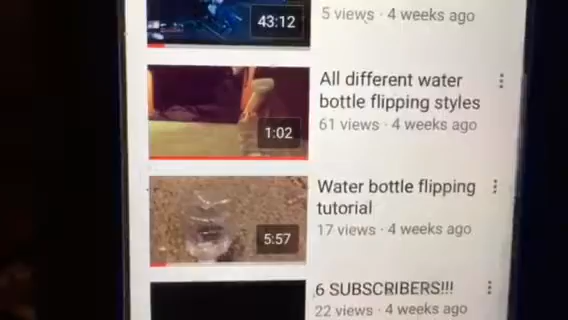 5 views · 4 weeks ago
43:12
All different water
bottle flipping styles
61 views · 4 weeks ago
1:02
Water bottle flipping
tutorial
17 views · 4 weeks ago
5:57
6 SUBSCRIBERS!!!
22 views · 4 weeks ago